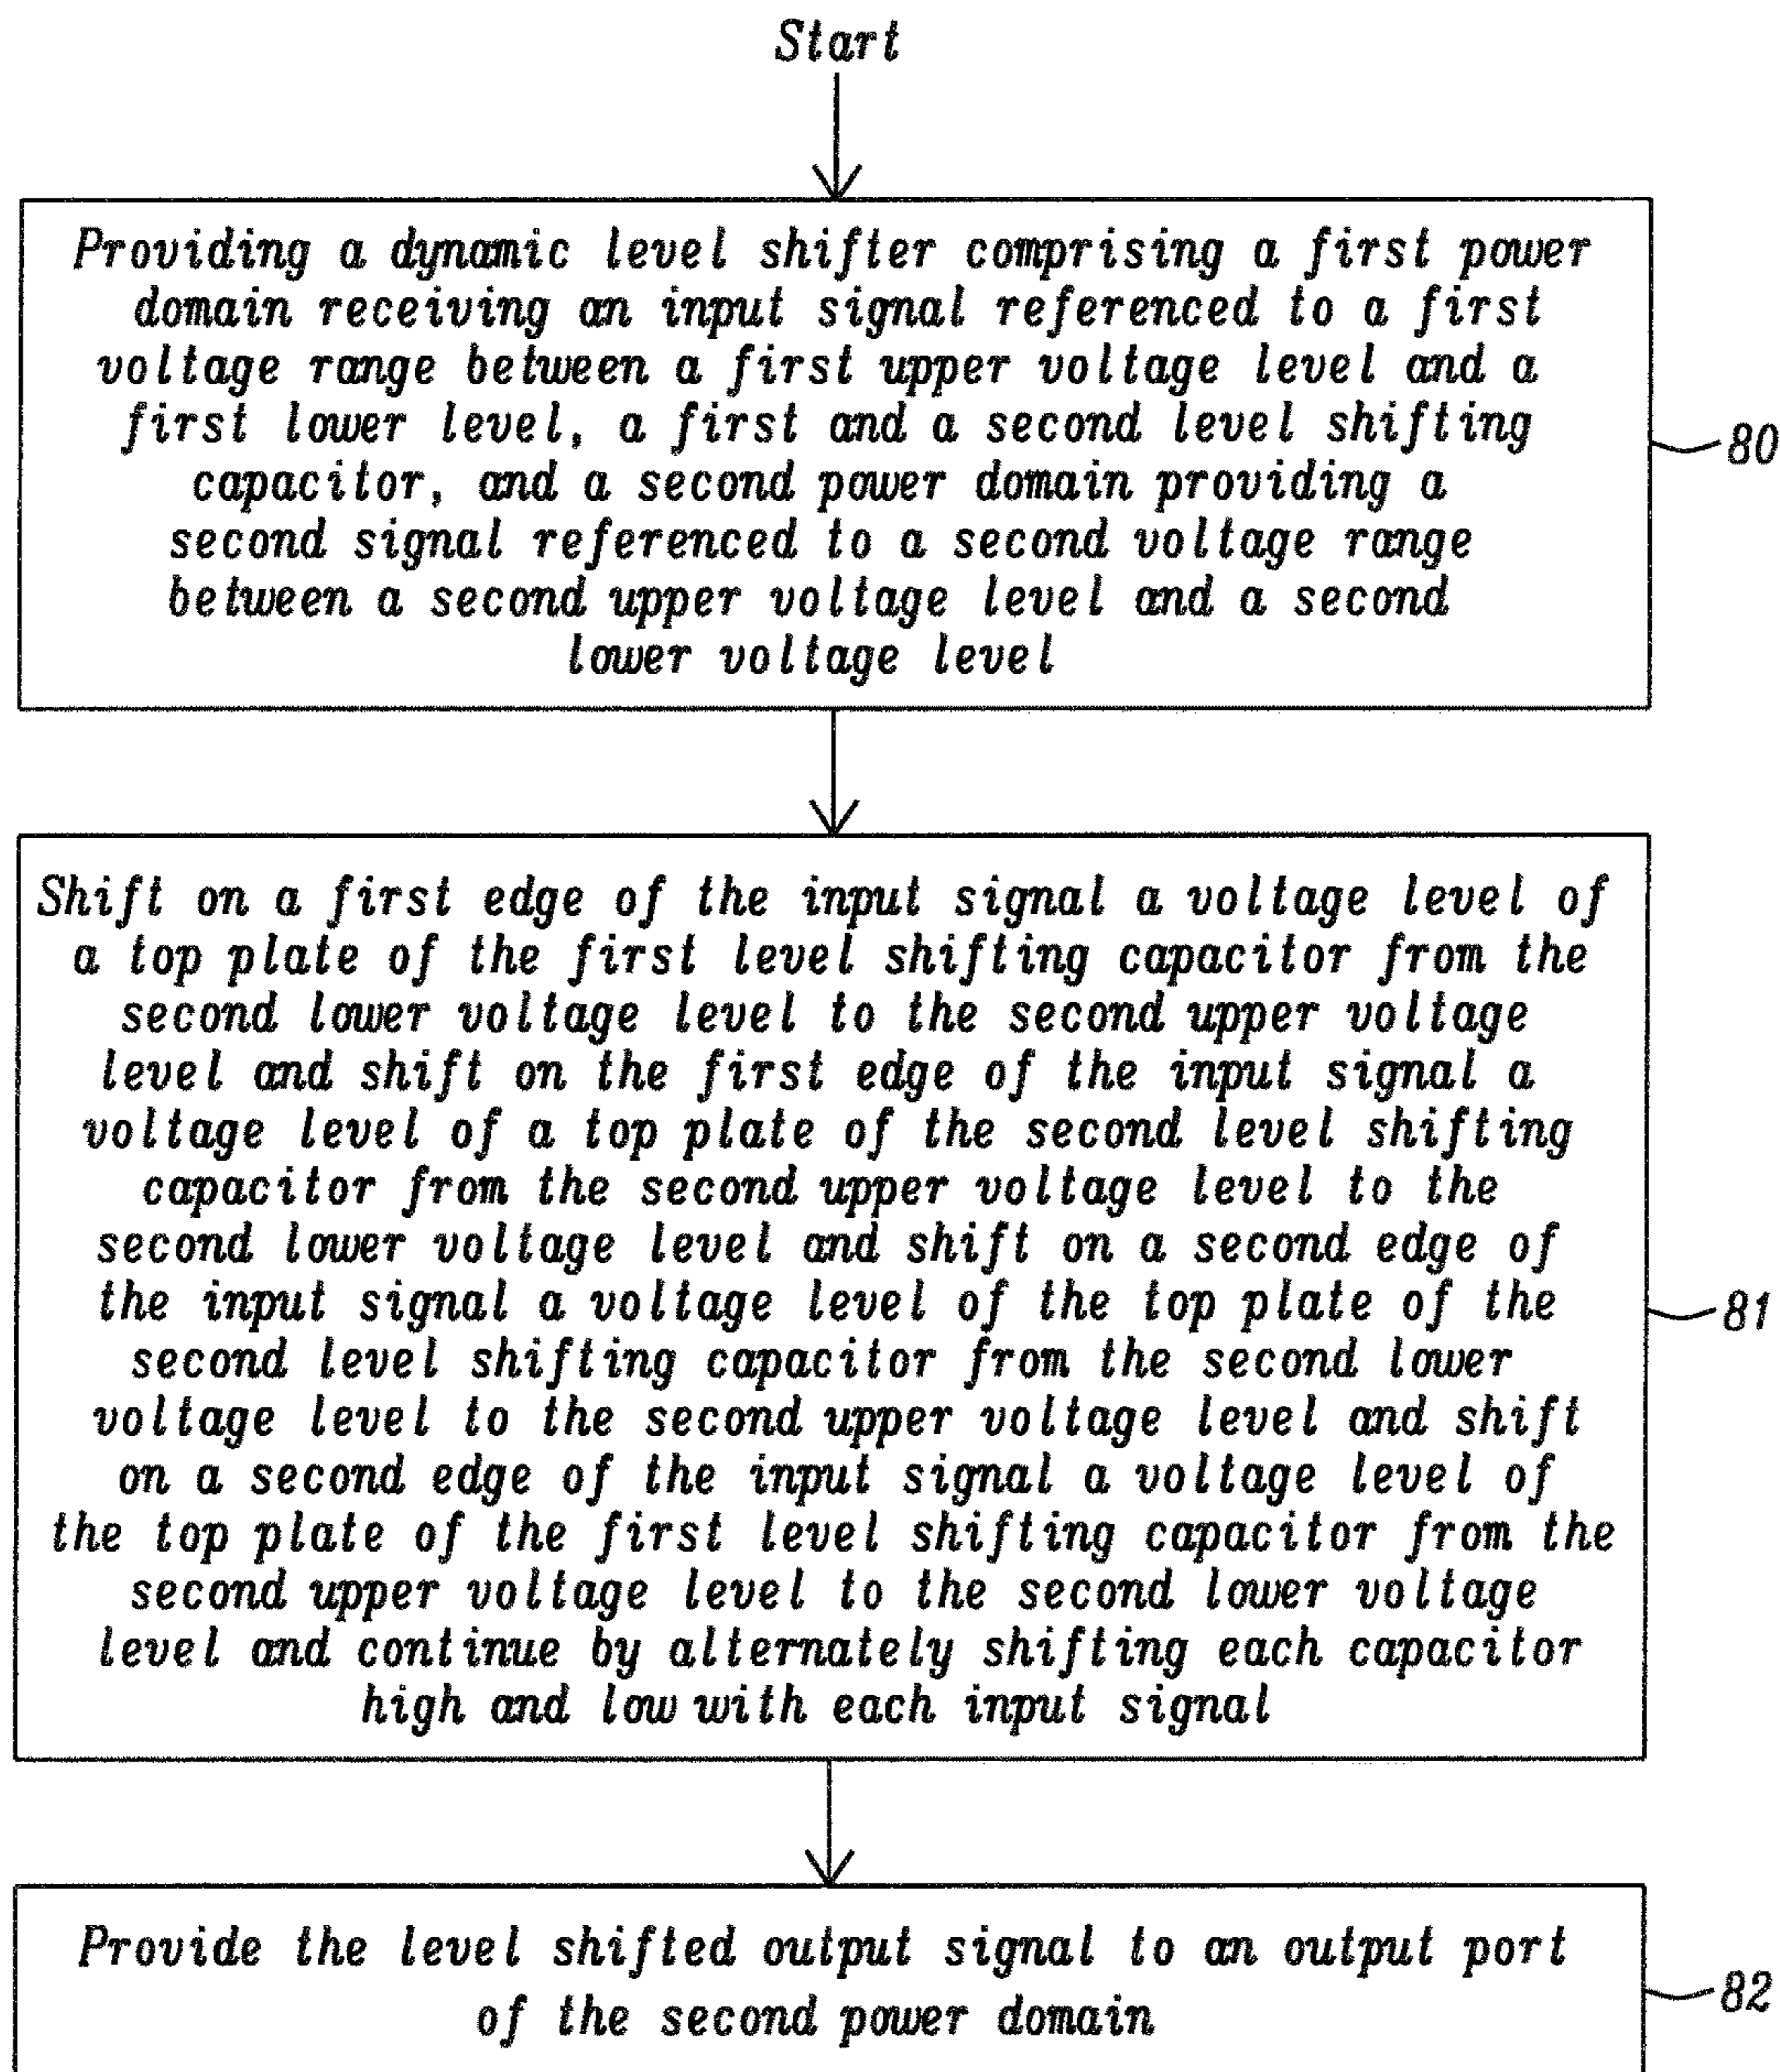 Start
Providing a dynamic level shifter comprising a first power
domain receiving an input signal referenced to a first
voltage range between a first upper voltage level and a
first lower level, a first and a second level shifting
capacitor, and a second power domain providing a
second signal referenced to a second voltage range
between a second upper voltage level and a second
lower voltage level
80
Shift on a first edge of the input signal a voltage level of
a top plate of the first level shifting capacitor from the
second lower voltage level to the second upper voltage
level and shift on the first edge of the input signal a
voltage level of a top plate of the second level shifting
capacitor from the second upper voltage level to the
second lower voltage level and shift on a second edge of
the input signal a voltage level of the top plate of the
second level shifting capacitor from the second lower
voltage level to the second upper voltage level and shift
on a second edge of the input signal a voltage level of
the top plate of the first level shifting capacitor from the
second upper voltage level to the second lower voltage
level and continue by alternately shifting each capacitor
high and low with each input signal
81
Provide the level shifted output signal to an output port
of the second power domain
82